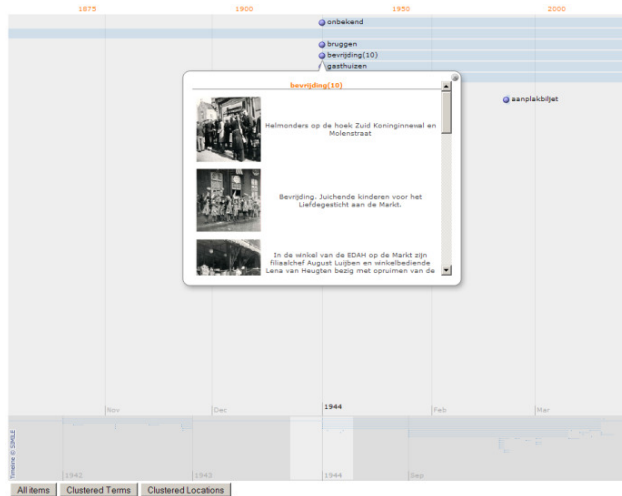 1875 1900 1950 2000
onbekend
bruggen
bevrijding(10)
gasthuizen
bevrijding(10)
aanplakbiljet
Helmonders op de hoek Zuid Koninginnewal en
Molenstraat
Bevrijding. Juichende kinderen voor het
Liefdegesticht aan de Markt.
In de winkel van de EDAH op de Markt zijn
filiaalchef August Luijben en winkelbediende
Lena van Heugten bezig met opruimen van de
Nov Dec 1944 Feb Mar
Timeline © SIMILE
1942 1943 1944 Sep
All items Clustered Terms Clustered Locations